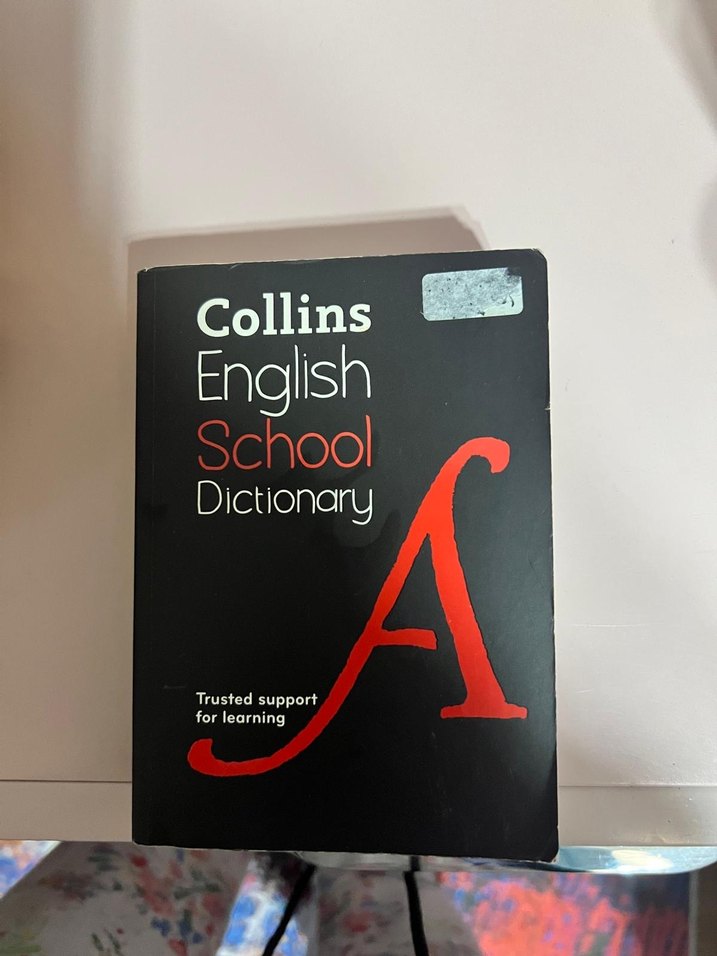 Collins
English
School
Dictionary
A
Trusted support
for learning